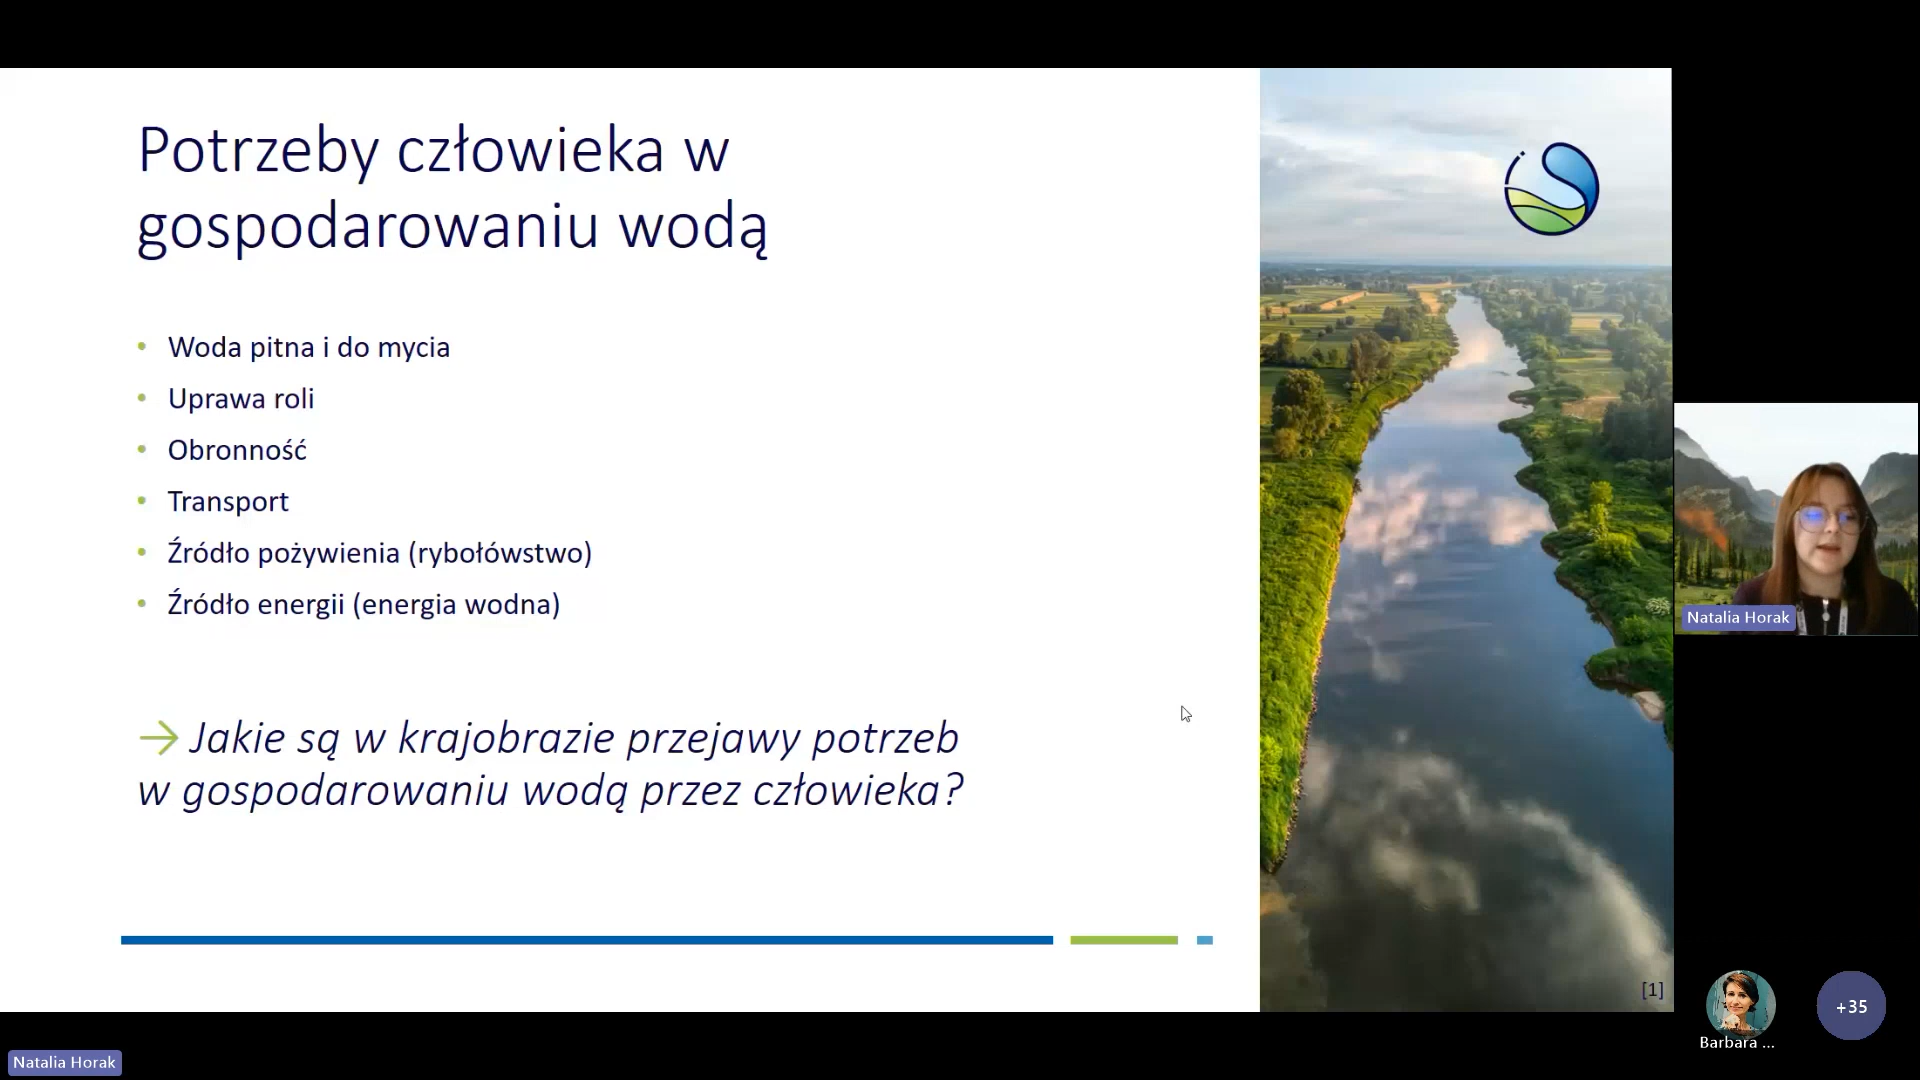 Potrzeby człowieka w
gospodarowaniu wodą
• Woda pitna i do mycia
• Uprawa roli
• Obronność
• Transport
• Źródło pożywienia (rybołówstwo)
• Źródło energii (energia wodna)
→ Jakie są w krajobrazie przejawy potrzeb
w gospodarowaniu wodą przez człowieka?
[1]
Natalia Horak
Barbara ...
+35
Natalia Horak